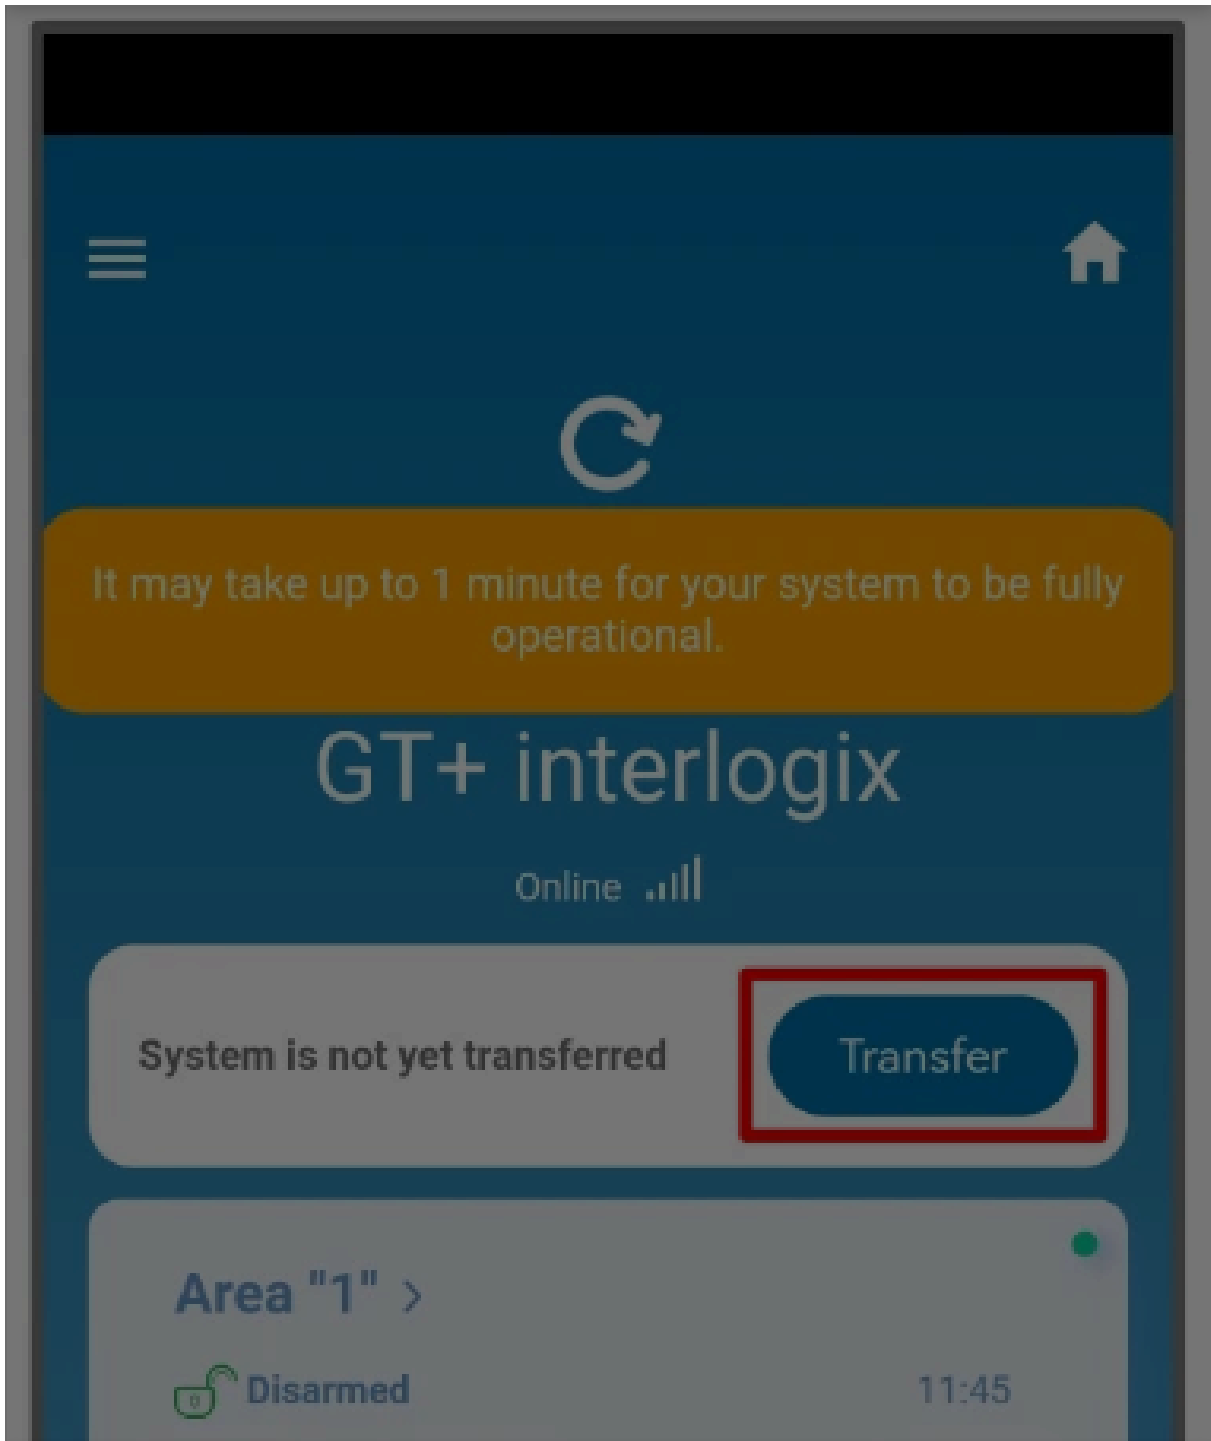 It may take up to 1 minute for your system to be fully
operational.
GT+ interlogix
Online
System is not yet transferred
Transfer
Area "1" >
Disarmed
11:45